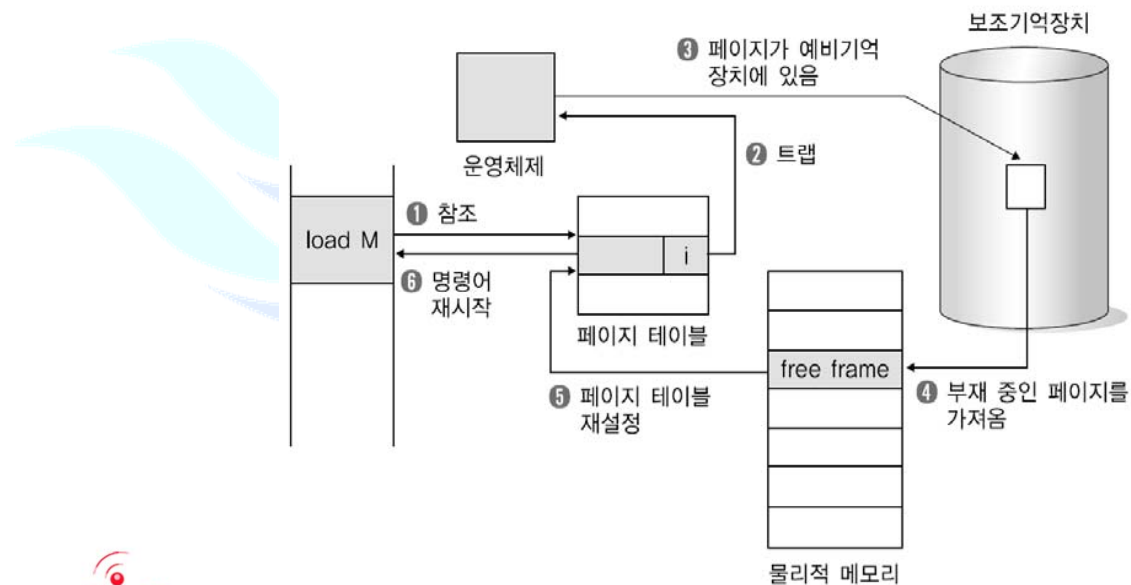 보조기억장치
❸ 페이지가 예비기억
장치에 있음
❷ 트랩
운영체제
❶ 참조
load M
i
❻ 명령어
재시작
페이지 테이블
free frame
❺ 페이지 테이블
재설정
❹ 부재 중인 페이지를
가져옴
물리적 메모리